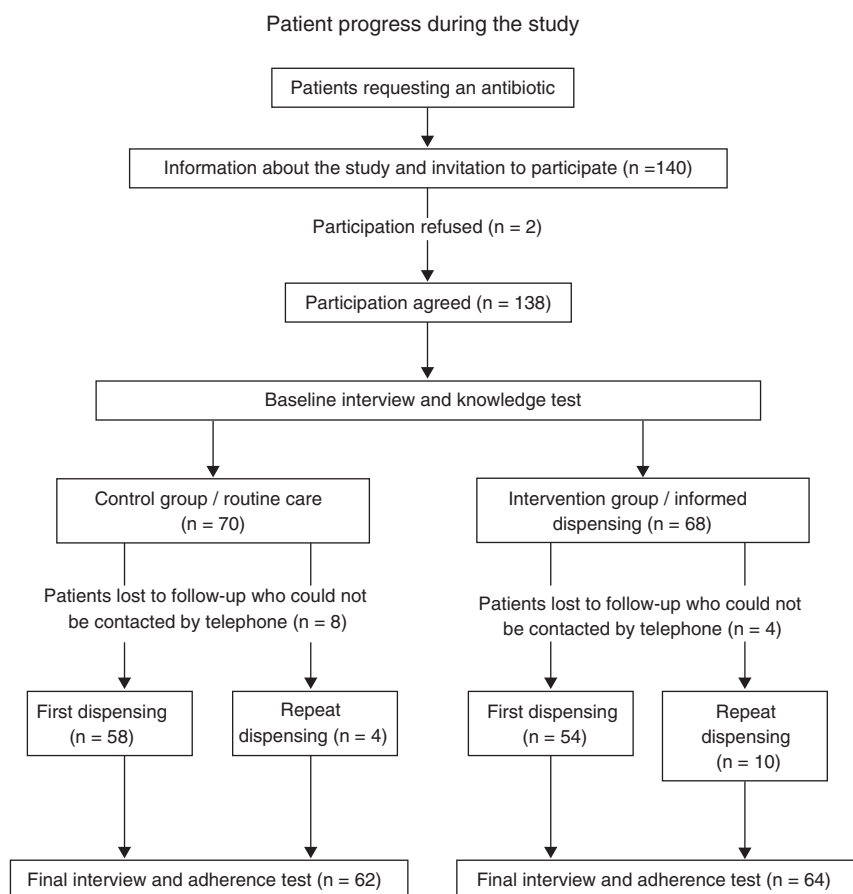 Patient progress during the study
Patients requesting an antibiotic
Information about the study and invitation to participate (n =140)
Participation refused (n = 2)
Participation agreed (n = 138)
Baseline interview and knowledge test
Control group / routine care
(n = 70)
Intervention group / informed
dispensing (n = 68)
Patients lost to follow-up who could not
be contacted by telephone (n = 8)
Patients lost to follow-up who could not
be contacted by telephone (n = 4)
First dispensing
(n = 58)
Repeat
dispensing (n = 4)
First dispensing
(n = 54)
Repeat
dispensing
(n = 10)
Final interview and adherence test (n = 62)
Final interview and adherence test (n = 64)